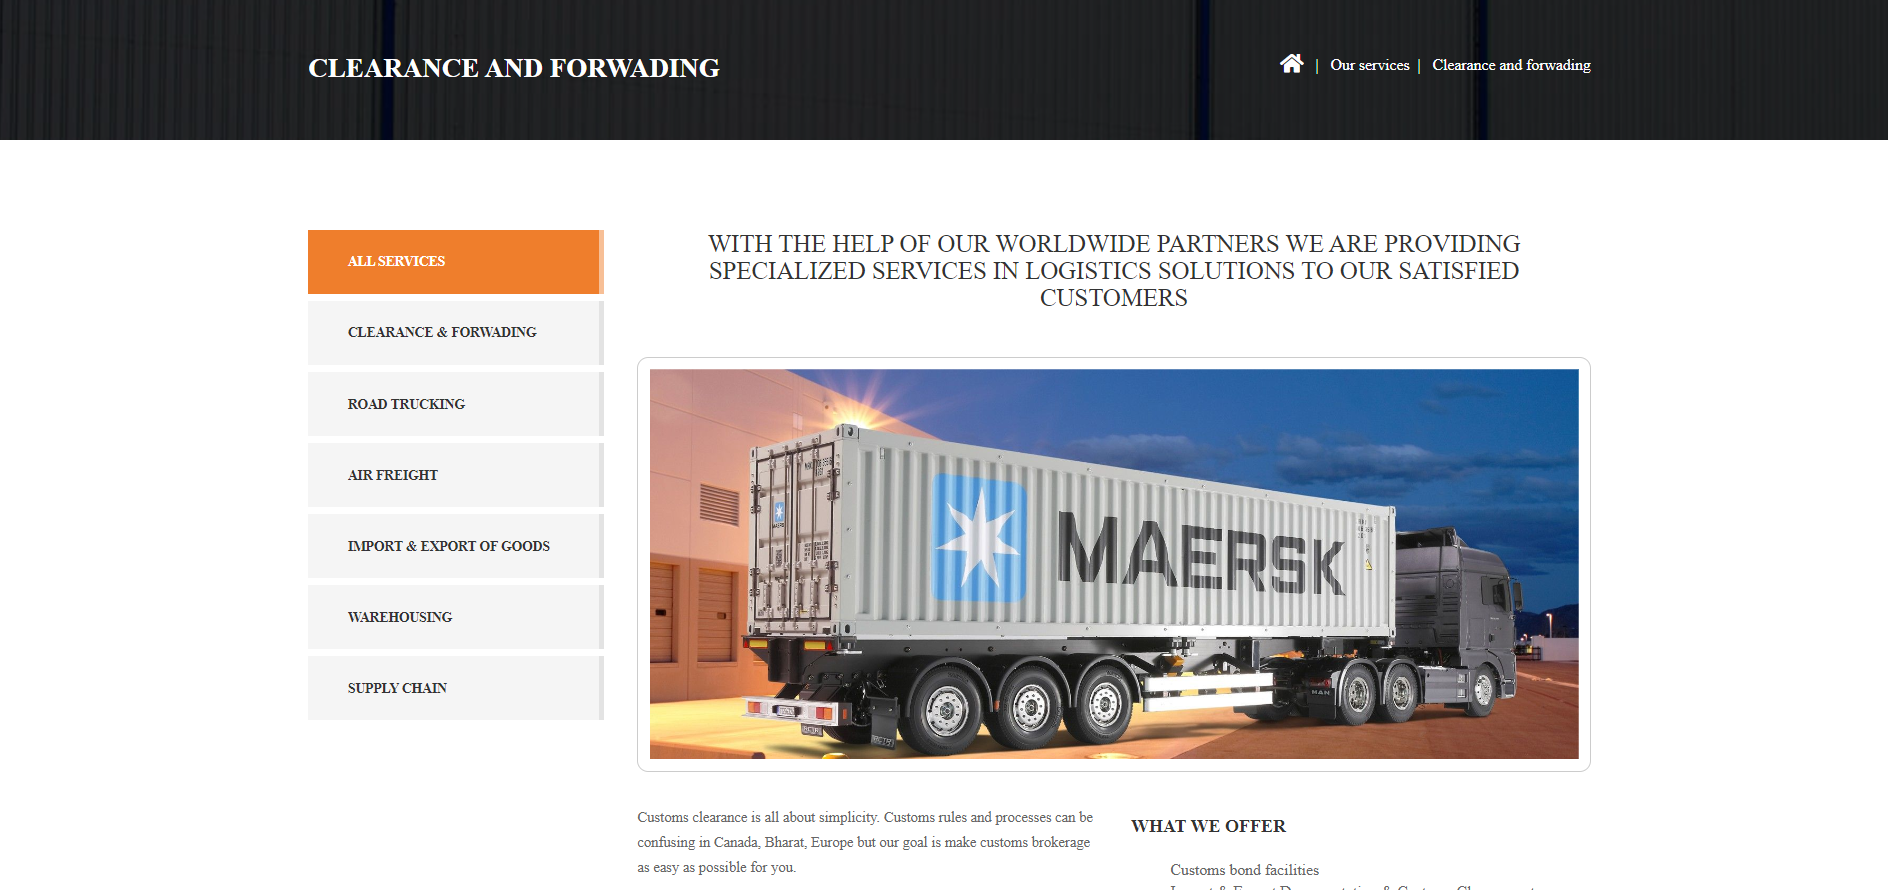 CLEARANCE AND FORWADING
| Our services | Clearance and forwading
ALL SERVICES
CLEARANCE & FORWADING
ROAD TRUCKING
AIR FREIGHT
IMPORT & EXPORT OF GOODS
WAREHOUSING
SUPPLY CHAIN
WITH THE HELP OF OUR WORLDWIDE PARTNERS WE ARE PROVIDING
SPECIALIZED SERVICES IN LOGISTICS SOLUTIONS TO OUR SATISFIED
CUSTOMERS
MAERSK
MAERSK
MAN
Customs clearance is all about simplicity. Customs rules and processes can be
confusing in Canada, Bharat, Europe but our goal is make customs brokerage
as easy as possible for you.
WHAT WE OFFER
Customs bond facilities